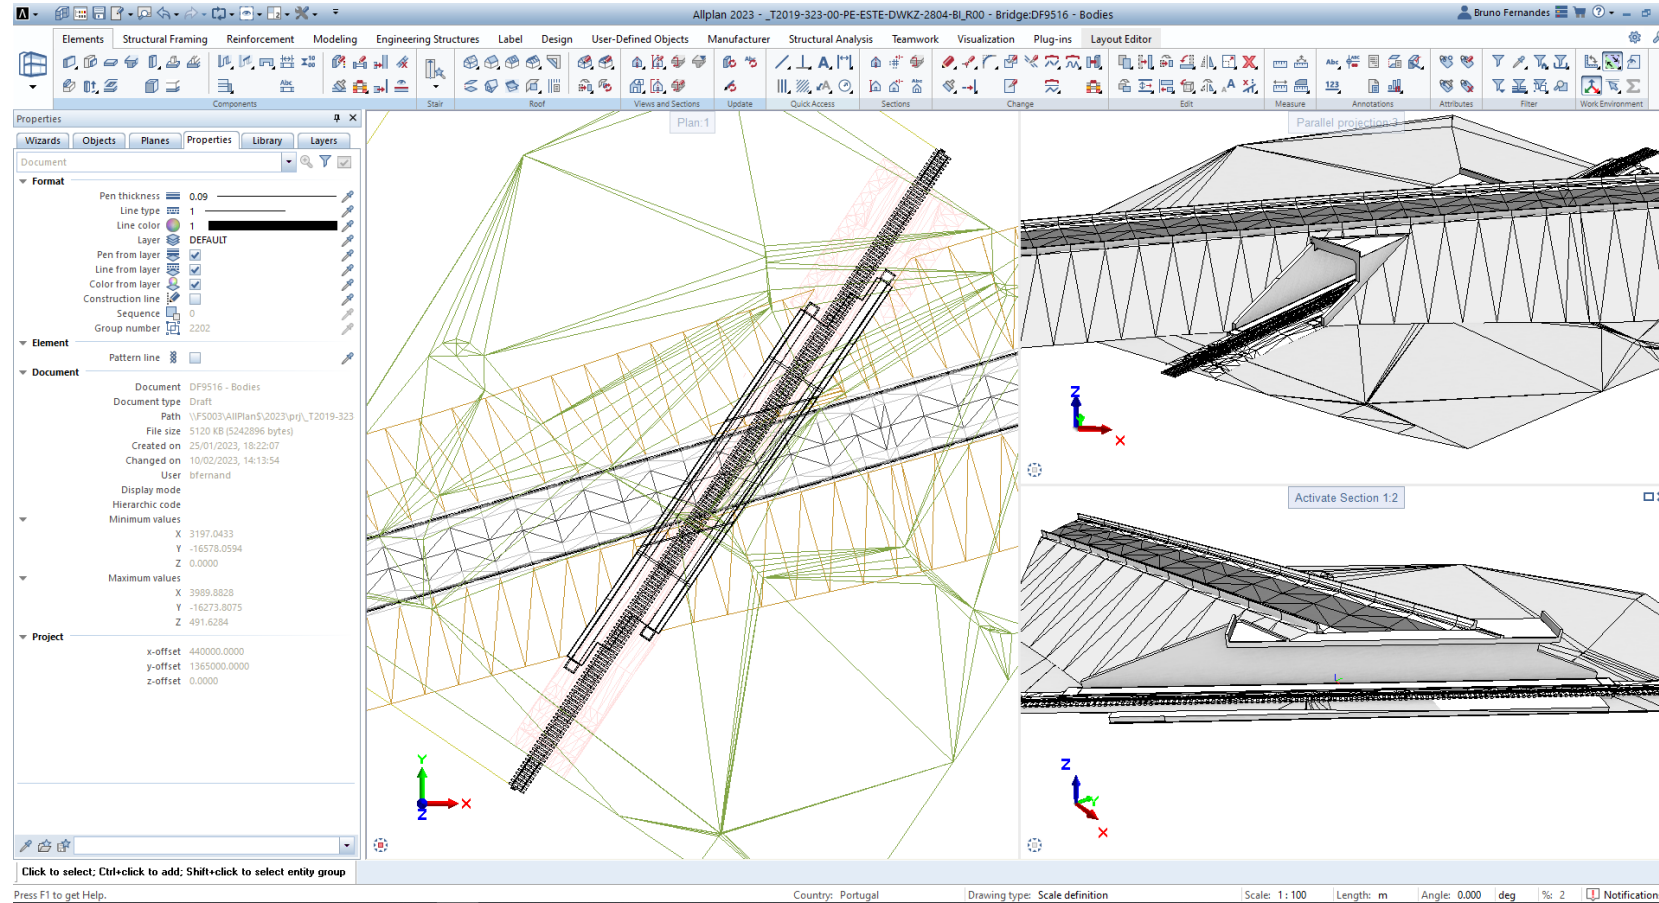 Allplan 2023 - _T2019-323-00-PE-ESTE-DWKZ-2804-BI_R00 - Bridge:DF9516 - Bodies
Bruno Fernandes
Elements Structural Framing Reinforcement Modeling Engineering Structures Label Design User-Defined Objects Manufacturer Structural Analysis Teamwork Visualization Plug-ins Layout Editor
Components Stair Roof Views and Sections Update Quick Access Sections Change Edit Measure Annotations Attributes Filter Work Environment
Properties
Wizards Objects Planes Properties Library Layers
Document
Format
Pen thickness 0.09
Line type 1
Line color 1
Layer DEFAULT
Pen from layer
Line from layer
Color from layer
Construction line
Sequence 0
Group number 2202
Element
Pattern line
Document
Document DF9516 - Bodies
Document type Draft
Path \\FS003\AllPlan$\2023\prj\_T2019-323
File size 5120 KB (5242896 bytes)
Created on 25/01/2023, 18:22:07
Changed on 10/02/2023, 14:13:54
User bfernand
Display mode
Hierarchic code
Minimum values
X 3197.0433
Y -16578.0594
Z 0.0000
Maximum values
X 3989.8828
Y -16273.8075
Z 491.6284
Project
x-offset 440000.0000
y-offset 1365000.0000
z-offset 0.0000
Plan:1
Y
X
Z
Parallel projection:3
Z
X
Activate Section 1:2
Z
Y
X
Click to select; Ctrl+click to add; Shift+click to select entity group
Press F1 to get Help.
Country: Portugal
Drawing type: Scale definition
Scale: 1 : 100
Length: m
Angle: 0.000 deg
%: 2
Notification